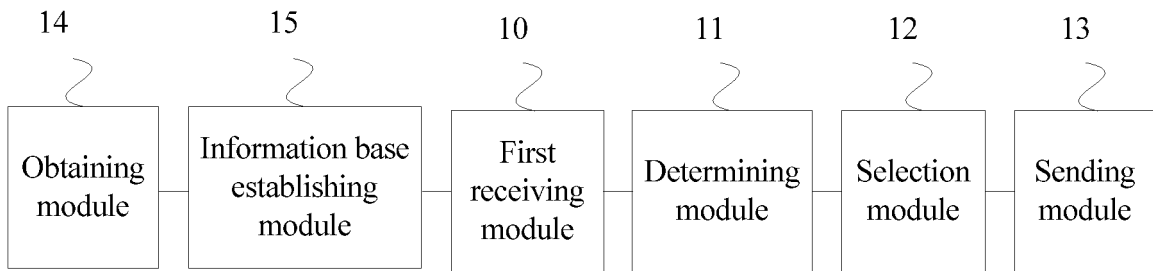 14
15
10
11
12
13
Obtaining
module
Information base
establishing
module
First
receiving
module
Determining
module
Selection
module
Sending
module